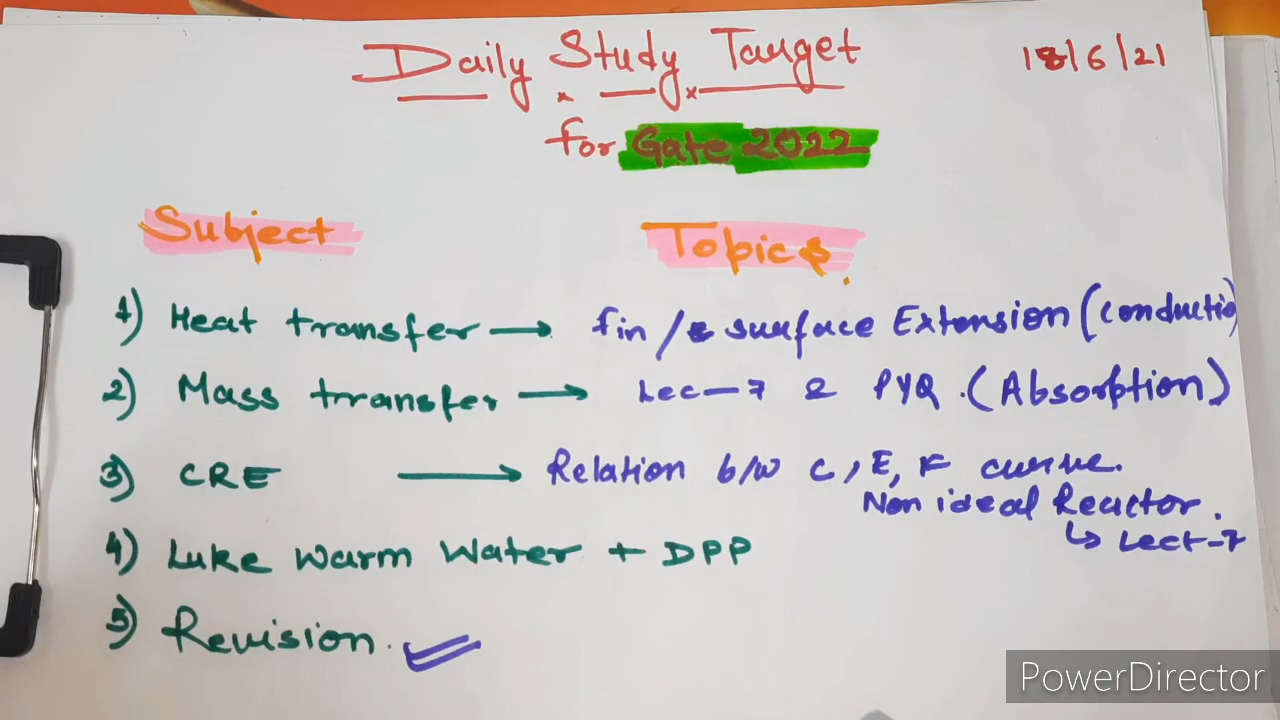 Daily Study Target
18/6/21
for Gate 2022
Subject
Topics
1) Heat transfer → fin / surface Extension (Conductio
2) Mass transfer → Lec-7 & PYQ. (Absorption)
3) CRE → Relation b/w C, E, F curve.
Non ideal Reactor.
↳ Lect-7
4) Luke Warm Water + DPP
5) Revision.
PowerDirector